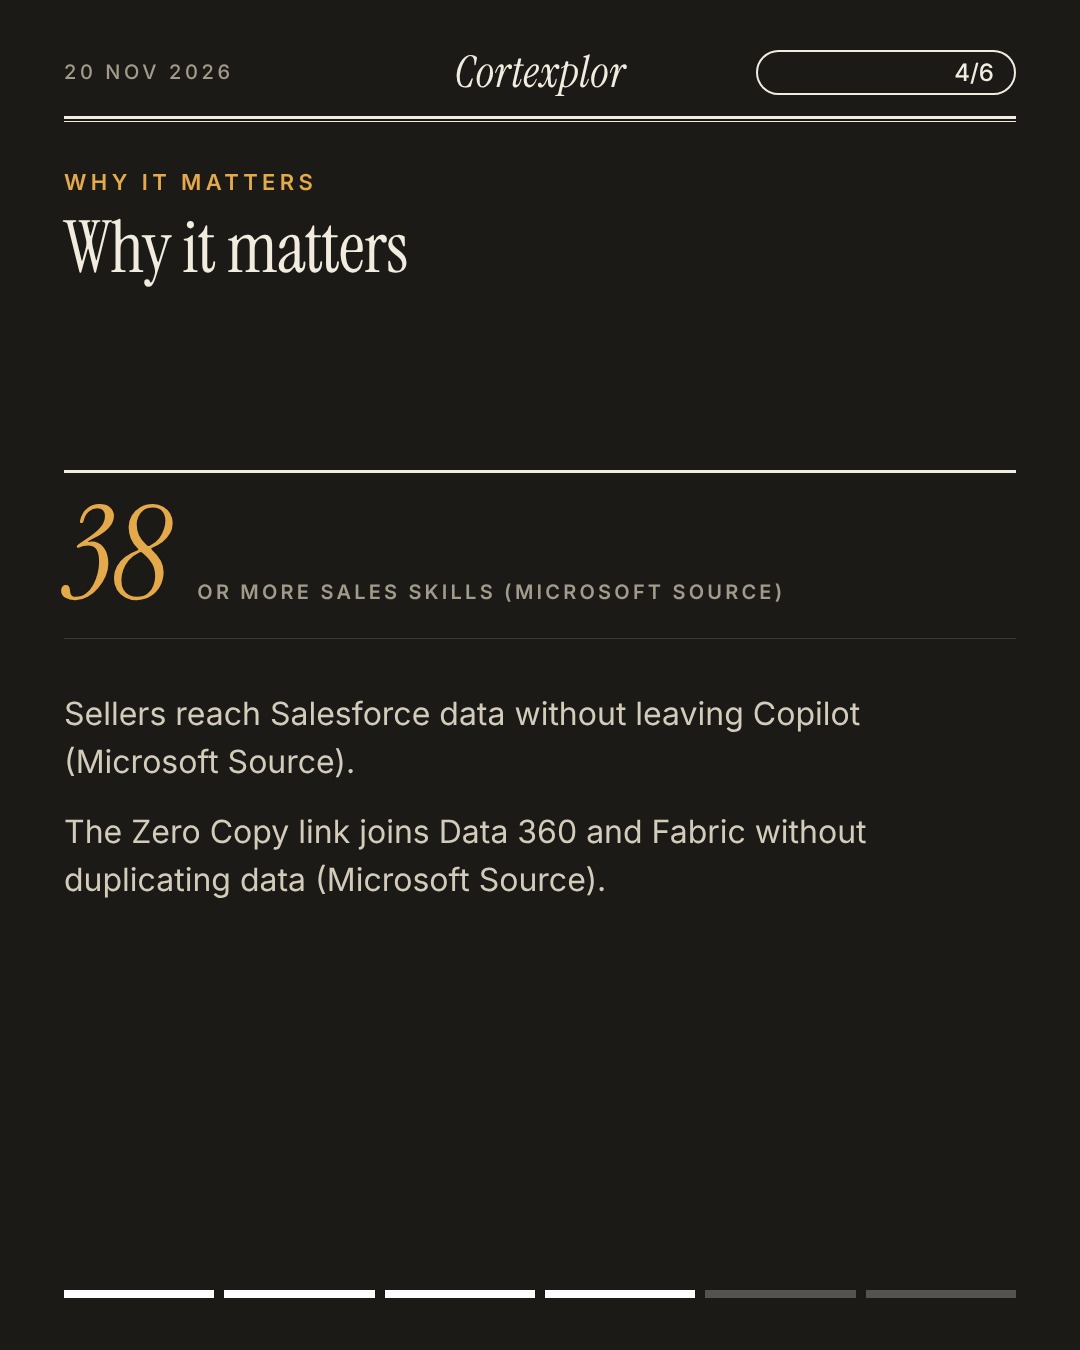 20 NOV 2026
Cortexplor
4/6
WHY IT MATTERS
Why it matters
38
OR MORE SALES SKILLS (MICROSOFT SOURCE)
Sellers reach Salesforce data without leaving Copilot
(Microsoft Source).
The Zero Copy link joins Data 360 and Fabric without
duplicating data (Microsoft Source).